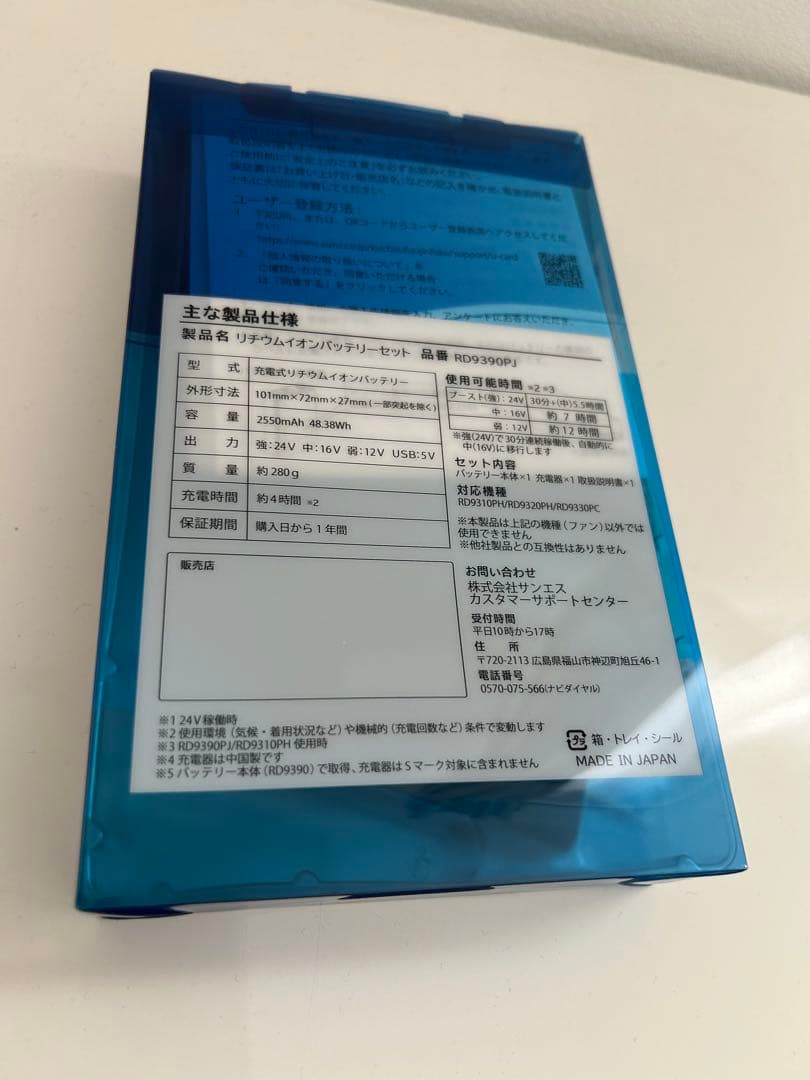 ユーザー登録方法
主な製品仕様
製品名 リチウムイオンバッテリーセット 品番 RD9390PJ
型 式 充電式リチウムイオンバッテリー
外形寸法 101mm×72mm×27mm(一部突起を除く)
容 量 2550mAh 48.38Wh
出 力 強:24V 中:16V 弱:12V USB:5V
質 量 約280g
充電時間 約4時間 ※2
保証期間 購入日から1年間
使用可能時間 ※2 ※3
ブースト(強):24V 30分+(中)5.5時間
中:16V 約 7 時間
弱:12V 約12時間
※強(24V)で30分連続稼働後、自動的に
中(16V)に移行します
セット内容
バッテリー本体×1 充電器×1 取扱説明書×1
対応機種
RD9310PH/RD9320PH/RD9330PC
※本製品は上記の機種(ファン)以外では
使用できません
※他社製品との互換性はありません
販売店
お問い合わせ
株式会社サンエス
カスタマーサポートセンター
受付時間
平日10時から17時
住 所
〒720-2113 広島県福山市神辺町旭丘46-1
電話番号
0570-075-566(ナビダイヤル)
※1 24V稼働時
※2 使用環境(気候・着用状況など)や機械的(充電回数など)条件で変動します
※3 RD9390PJ/RD9310PH 使用時
※4 充電器は中国製です
※5 バッテリー本体(RD9390)で取得、充電器はSマーク対象に含まれません
プラ 箱・トレイ・シール
MADE IN JAPAN